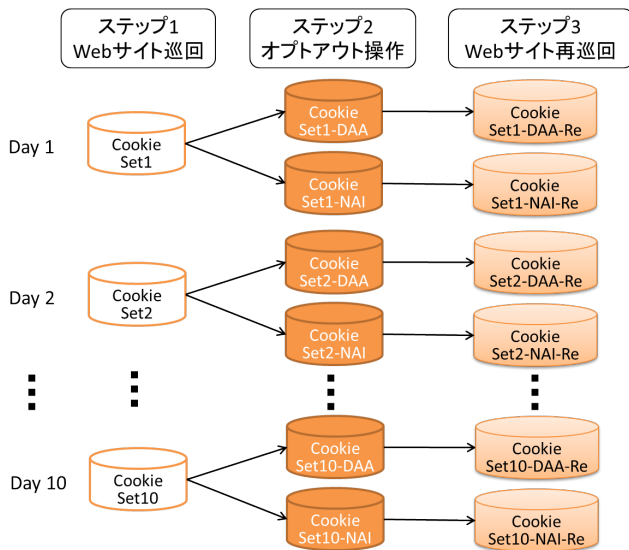 ステップ1
Webサイト巡回
ステップ2
オプトアウト操作
ステップ3
Webサイト再巡回
Day 1
Cookie
Set1
Cookie
Set1-DAA
Cookie
Set1-DAA-Re
Cookie
Set1-NAI
Cookie
Set1-NAI-Re
Day 2
Cookie
Set2
Cookie
Set2-DAA
Cookie
Set2-DAA-Re
Cookie
Set2-NAI
Cookie
Set2-NAI-Re
Day 10
Cookie
Set10
Cookie
Set10-DAA
Cookie
Set10-DAA-Re
Cookie
Set10-NAI
Cookie
Set10-NAI-Re